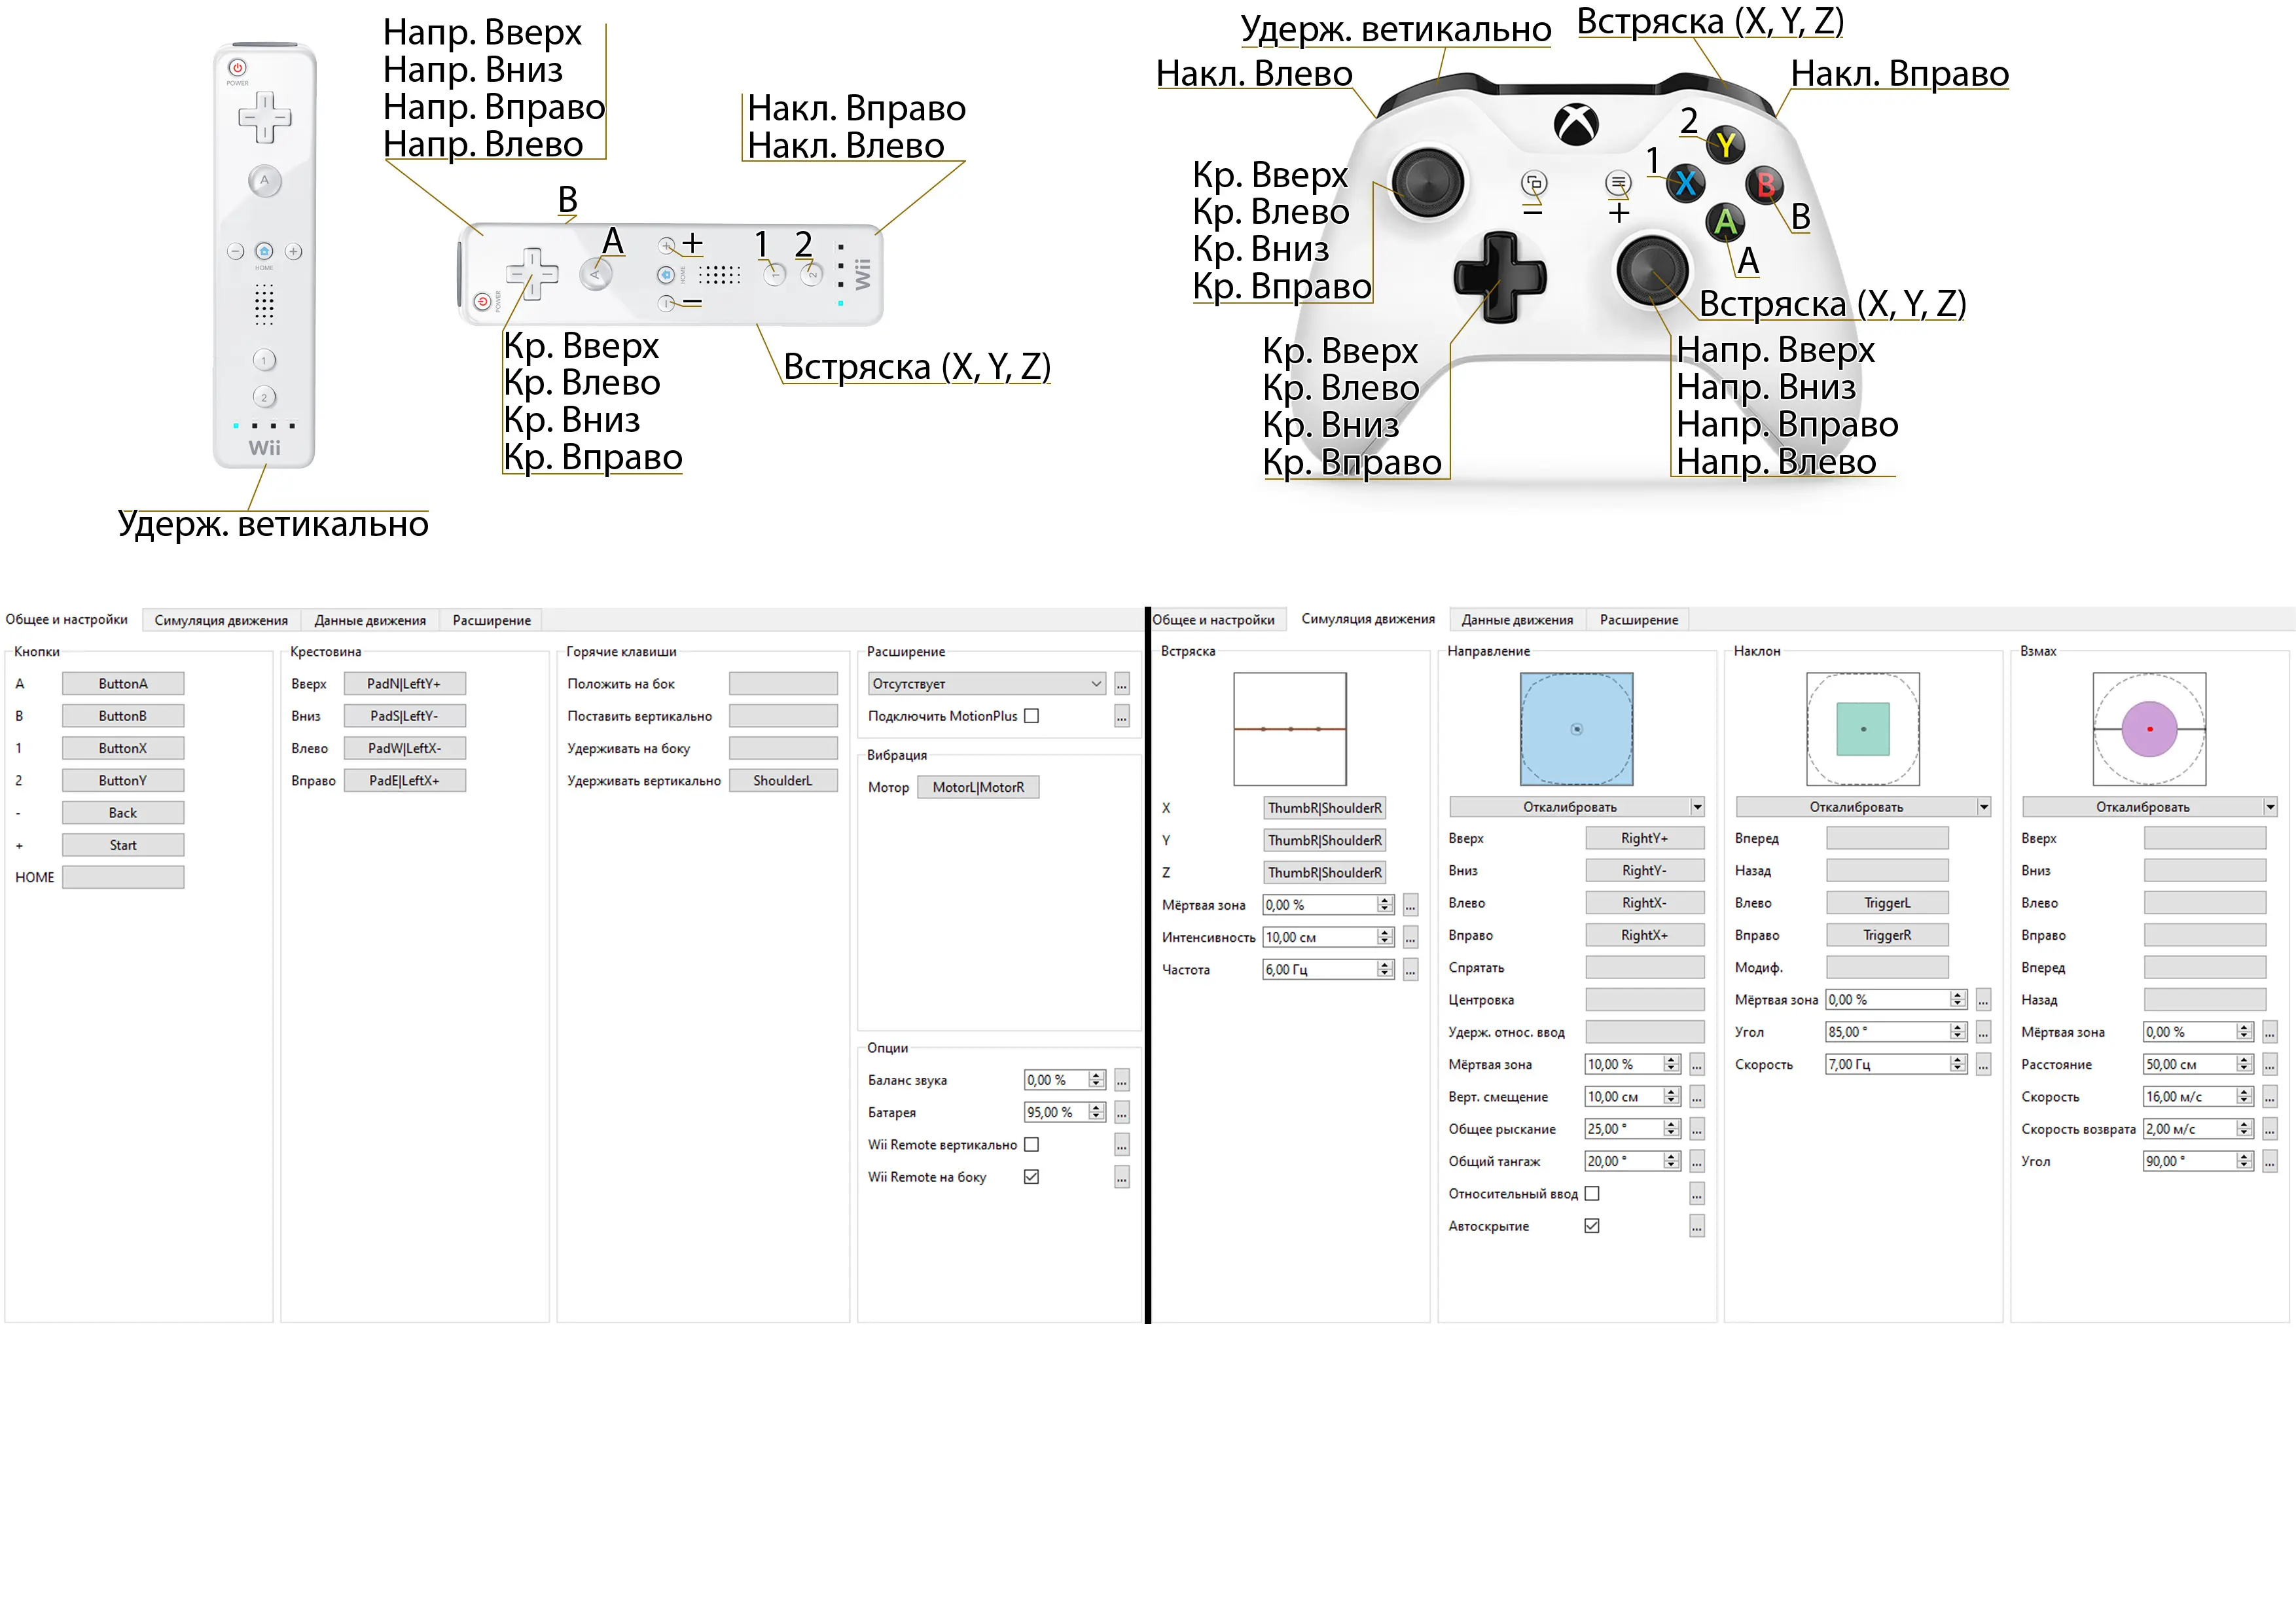 Напр. Вверх
Напр. Вниз
Напр. Вправо
Напр. Влево
Накл. Вправо
Накл. Влево
POWER
A
HOME
1
2
Wii
Удерж. ветикально
B
A
+
1
2
A
HOME
1
2
−
POWER
Wii
Кр. Вверх
Кр. Влево
Кр. Вниз
Кр. Вправо
Встряска (X, Y, Z)
Удерж. ветикально
Встряска (X, Y, Z)
Накл. Влево
Накл. Вправо
2
Y
1
X
B
B
A
A
−
+
Кр. Вверх
Кр. Влево
Кр. Вниз
Кр. Вправо
Встряска (X, Y, Z)
Кр. Вверх
Кр. Влево
Кр. Вниз
Кр. Вправо
Напр. Вверх
Напр. Вниз
Напр. Вправо
Напр. Влево
Общее и настройки Симуляция движения Данные движения Расширение
Кнопки
A ButtonA
B ButtonB
1 ButtonX
2 ButtonY
- Back
+ Start
HOME
Крестовина
Вверх PadN|LeftY+
Вниз PadS|LeftY-
Влево PadW|LeftX-
Вправо PadE|LeftX+
Горячие клавиши
Положить на бок
Поставить вертикально
Удерживать на боку
Удерживать вертикально ShoulderL
Расширение
Отсутствует ...
Подключить MotionPlus ...
Вибрация
Мотор MotorL|MotorR
Опции
Баланс звука 0,00 % ...
Батарея 95,00 % ...
Wii Remote вертикально ...
Wii Remote на боку ...
Общее и настройки Симуляция движения Данные движения Расширение
Встряска
X ThumbR|ShoulderR
Y ThumbR|ShoulderR
Z ThumbR|ShoulderR
Мёртвая зона 0,00 % ...
Интенсивность 10,00 см ...
Частота 6,00 Гц ...
Направление
Откалибровать
Вверх RightY+
Вниз RightY-
Влево RightX-
Вправо RightX+
Спрятать
Центровка
Удерж. относ. ввод
Мёртвая зона 10,00 % ...
Верт. смещение 10,00 см ...
Общее рыскание 25,00 ° ...
Общий тангаж 20,00 ° ...
Относительный ввод ...
Автоскрытие ...
Наклон
Откалибровать
Вперед
Назад
Влево TriggerL
Вправо TriggerR
Модиф.
Мёртвая зона 0,00 % ...
Угол 85,00 ° ...
Скорость 7,00 Гц ...
Взмах
Откалибровать
Вверх
Вниз
Влево
Вправо
Вперед
Назад
Мёртвая зона 0,00 % ...
Расстояние 50,00 см ...
Скорость 16,00 м/с ...
Скорость возврата 2,00 м/с ...
Угол 90,00 ° ...